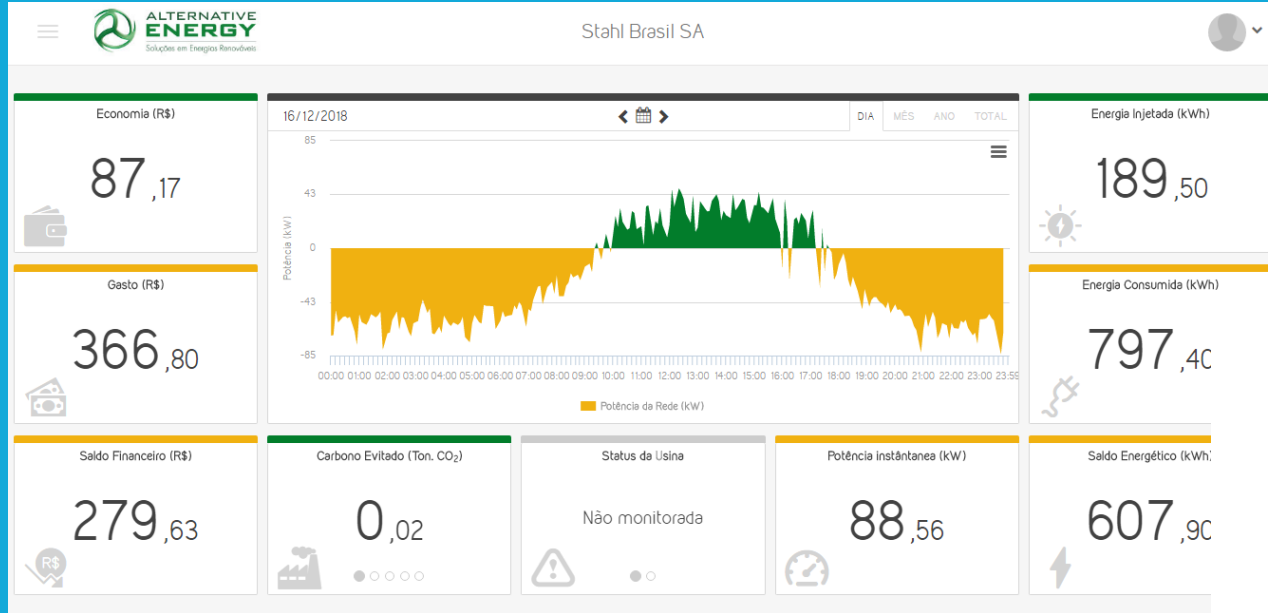 ALTERNATIVE
ENERGY
Soluções em Energias Renováveis
Stahl Brasil SA
Economia (R$)
87,17
16/12/2018
DIA MÊS ANO TOTAL
85
43
0
-43
-85
Potência (kW)
00:00 01:00 02:00 03:00 04:00 05:00 06:00 07:00 08:00 09:00 10:00 11:00 12:00 13:00 14:00 15:00 16:00 17:00 18:00 19:00 20:00 21:00 22:00 23:00 23:59
Potência da Rede (kW)
Energia Injetada (kWh)
189,50
Gasto (R$)
366,80
Energia Consumida (kWh)
797,40
Saldo Financeiro (R$)
279,63
R$
Carbono Evitado (Ton. CO₂)
0,02
Status da Usina
Não monitorada
Potência instântanea (kW)
88,56
Saldo Energético (kWh)
607,90